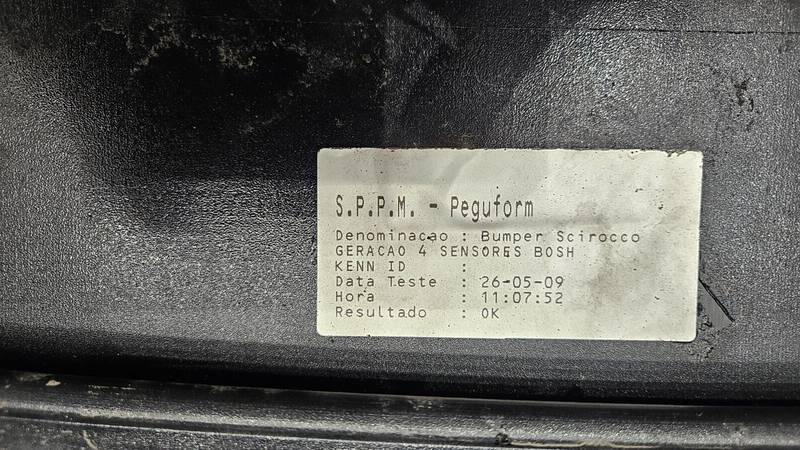 S.P.P.M. - Peguform
Denominacao : Bumper Scirocco
GERACAO 4 SENSORES BOSH
KENN ID :
Data Teste : 26-05-09
Hora : 11:07:52
Resultado : OK